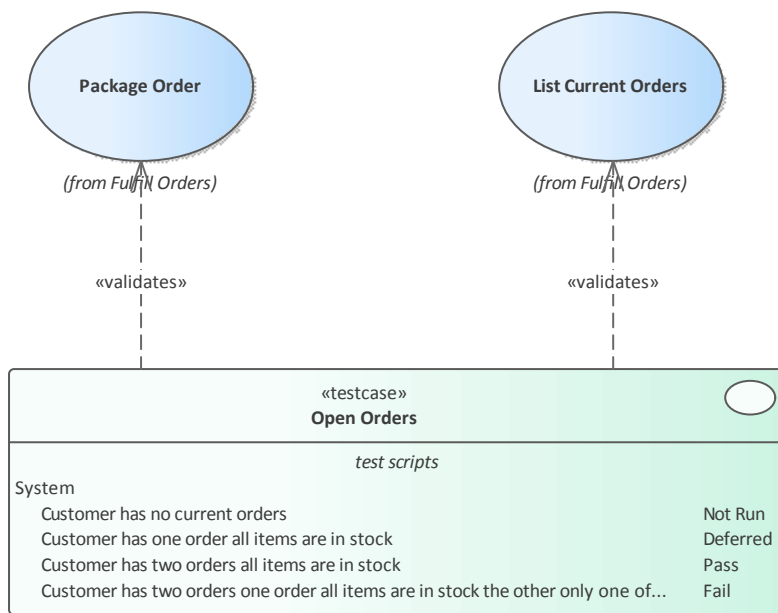 Package Order
List Current Orders
(from Fulfill Orders)
(from Fulfill Orders)
«validates»
«validates»
«testcase»
Open Orders
test scripts
System
Customer has no current orders Not Run
Customer has one order all items are in stock Deferred
Customer has two orders all items are in stock Pass
Customer has two orders one order all items are in stock the other only one of... Fail